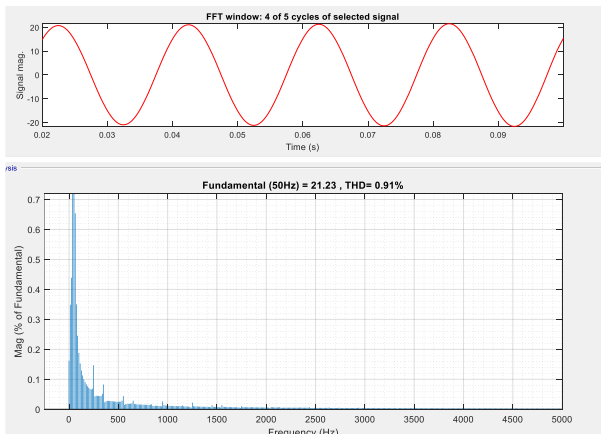 FFT window: 4 of 5 cycles of selected signal
20
10
0
-10
-20
Signal mag.
0.02 0.03 0.04 0.05 0.06 0.07 0.08 0.09
Time (s)
ysis
Fundamental (50Hz) = 21.23 , THD= 0.91%
0.7
0.6
0.5
0.4
0.3
0.2
0.1
0
Mag (% of Fundamental)
0 500 1000 1500 2000 2500 3000 3500 4000 4500 5000
Frequency (Hz)